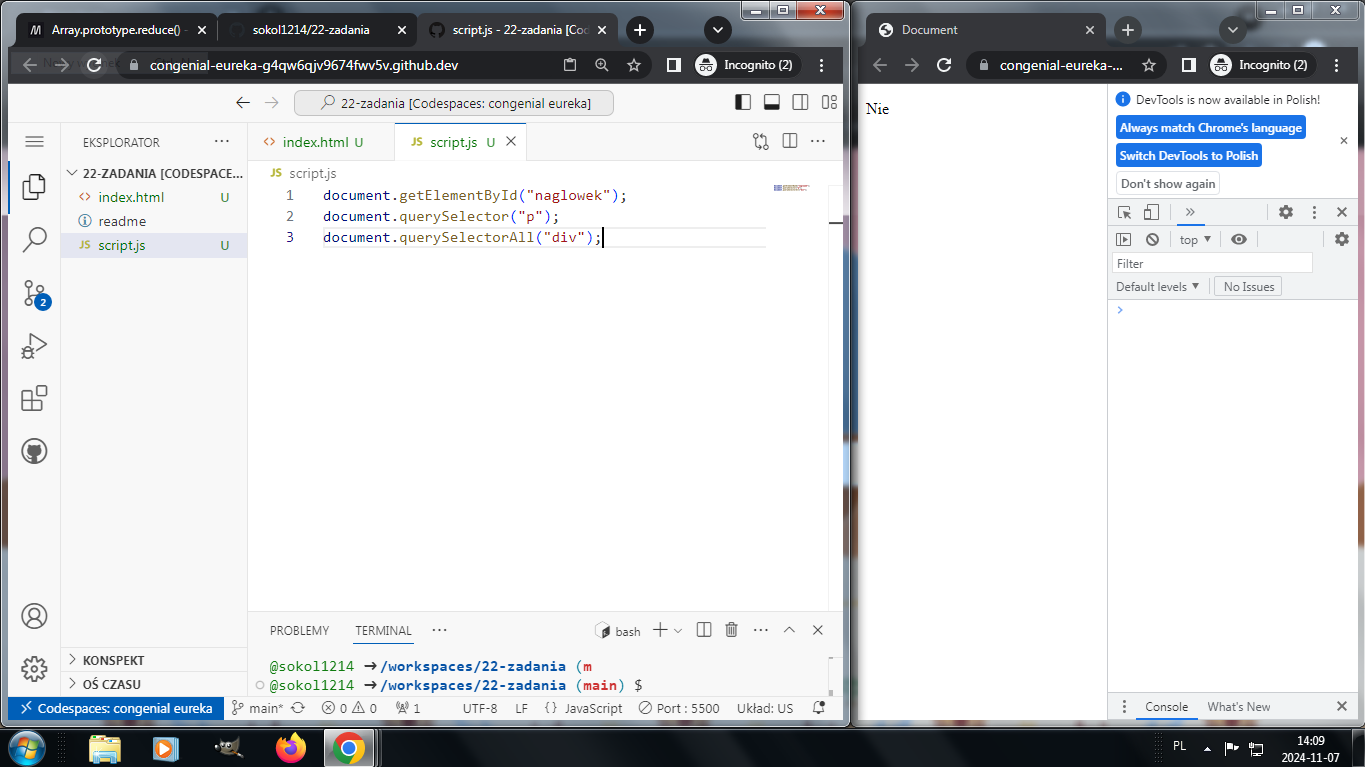 Array.prototype.reduce() -
sokol1214/22-zadania
script.js - 22-zadania [Cod
congenial-eureka-g4qw6qjv9674fwv5v.github.dev
Incognito (2)
22-zadania [Codespaces: congenial eureka]
EKSPLORATOR
22-ZADANIA [CODESPACE...
index.html U
readme
script.js U
2
KONSPEKT
OŚ CZASU
index.html U
JS script.js U
JS script.js
1 document.getElementById("naglowek");
2 document.querySelector("p");
3 document.querySelectorAll("div");
PROBLEMY
TERMINAL
bash
@sokol1214 ➜/workspaces/22-zadania (m
@sokol1214 ➜/workspaces/22-zadania (main) $
Codespaces: congenial eureka
main*
0
0
1
UTF-8
LF
{} JavaScript
Port : 5500
Układ: US
Document
congenial-eureka-...
Incognito (2)
Nie
DevTools is now available in Polish!
Always match Chrome's language
Switch DevTools to Polish
Don't show again
top
Filter
Default levels
No Issues
Console
What's New
PL
14:09
2024-11-07